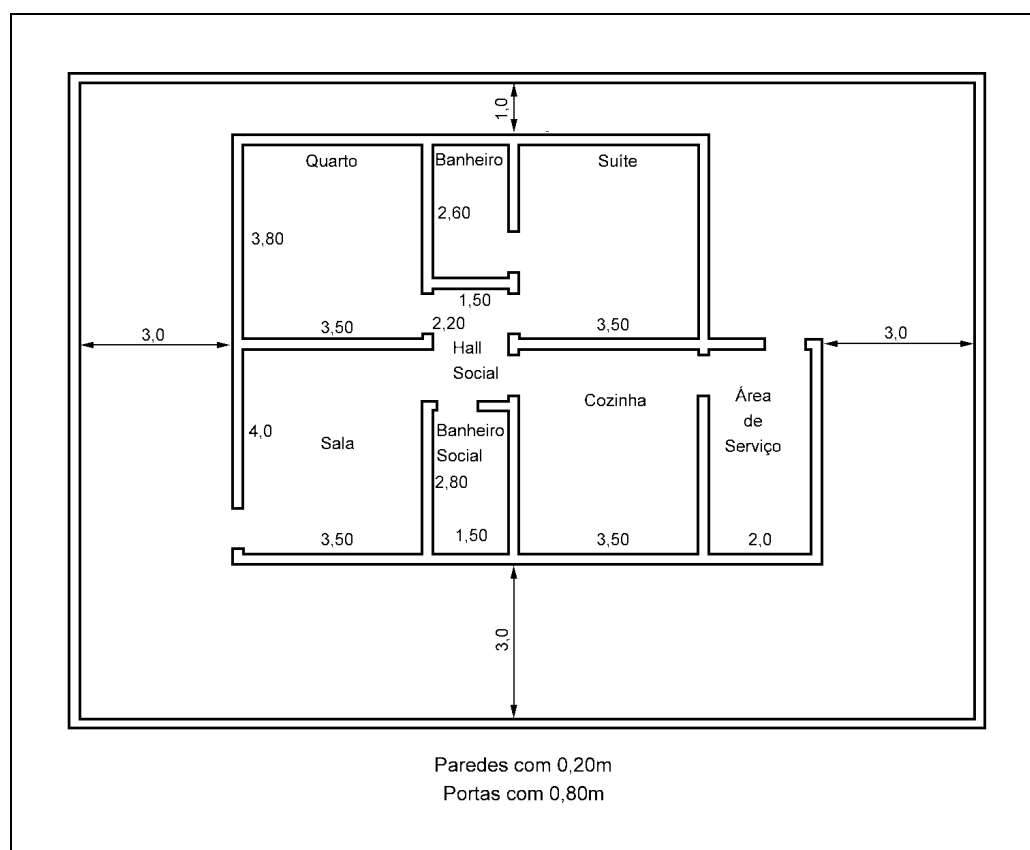 1,0
Quarto
Banheiro
Suíte
2,60
3,80
1,50
3,0
3,50
2,20
3,50
3,0
Hall
Social
Cozinha
Área
de
Serviço
4,0
Sala
Banheiro
Social
2,80
3,50
1,50
3,50
2,0
3,0
Paredes com 0,20m
Portas com 0,80m